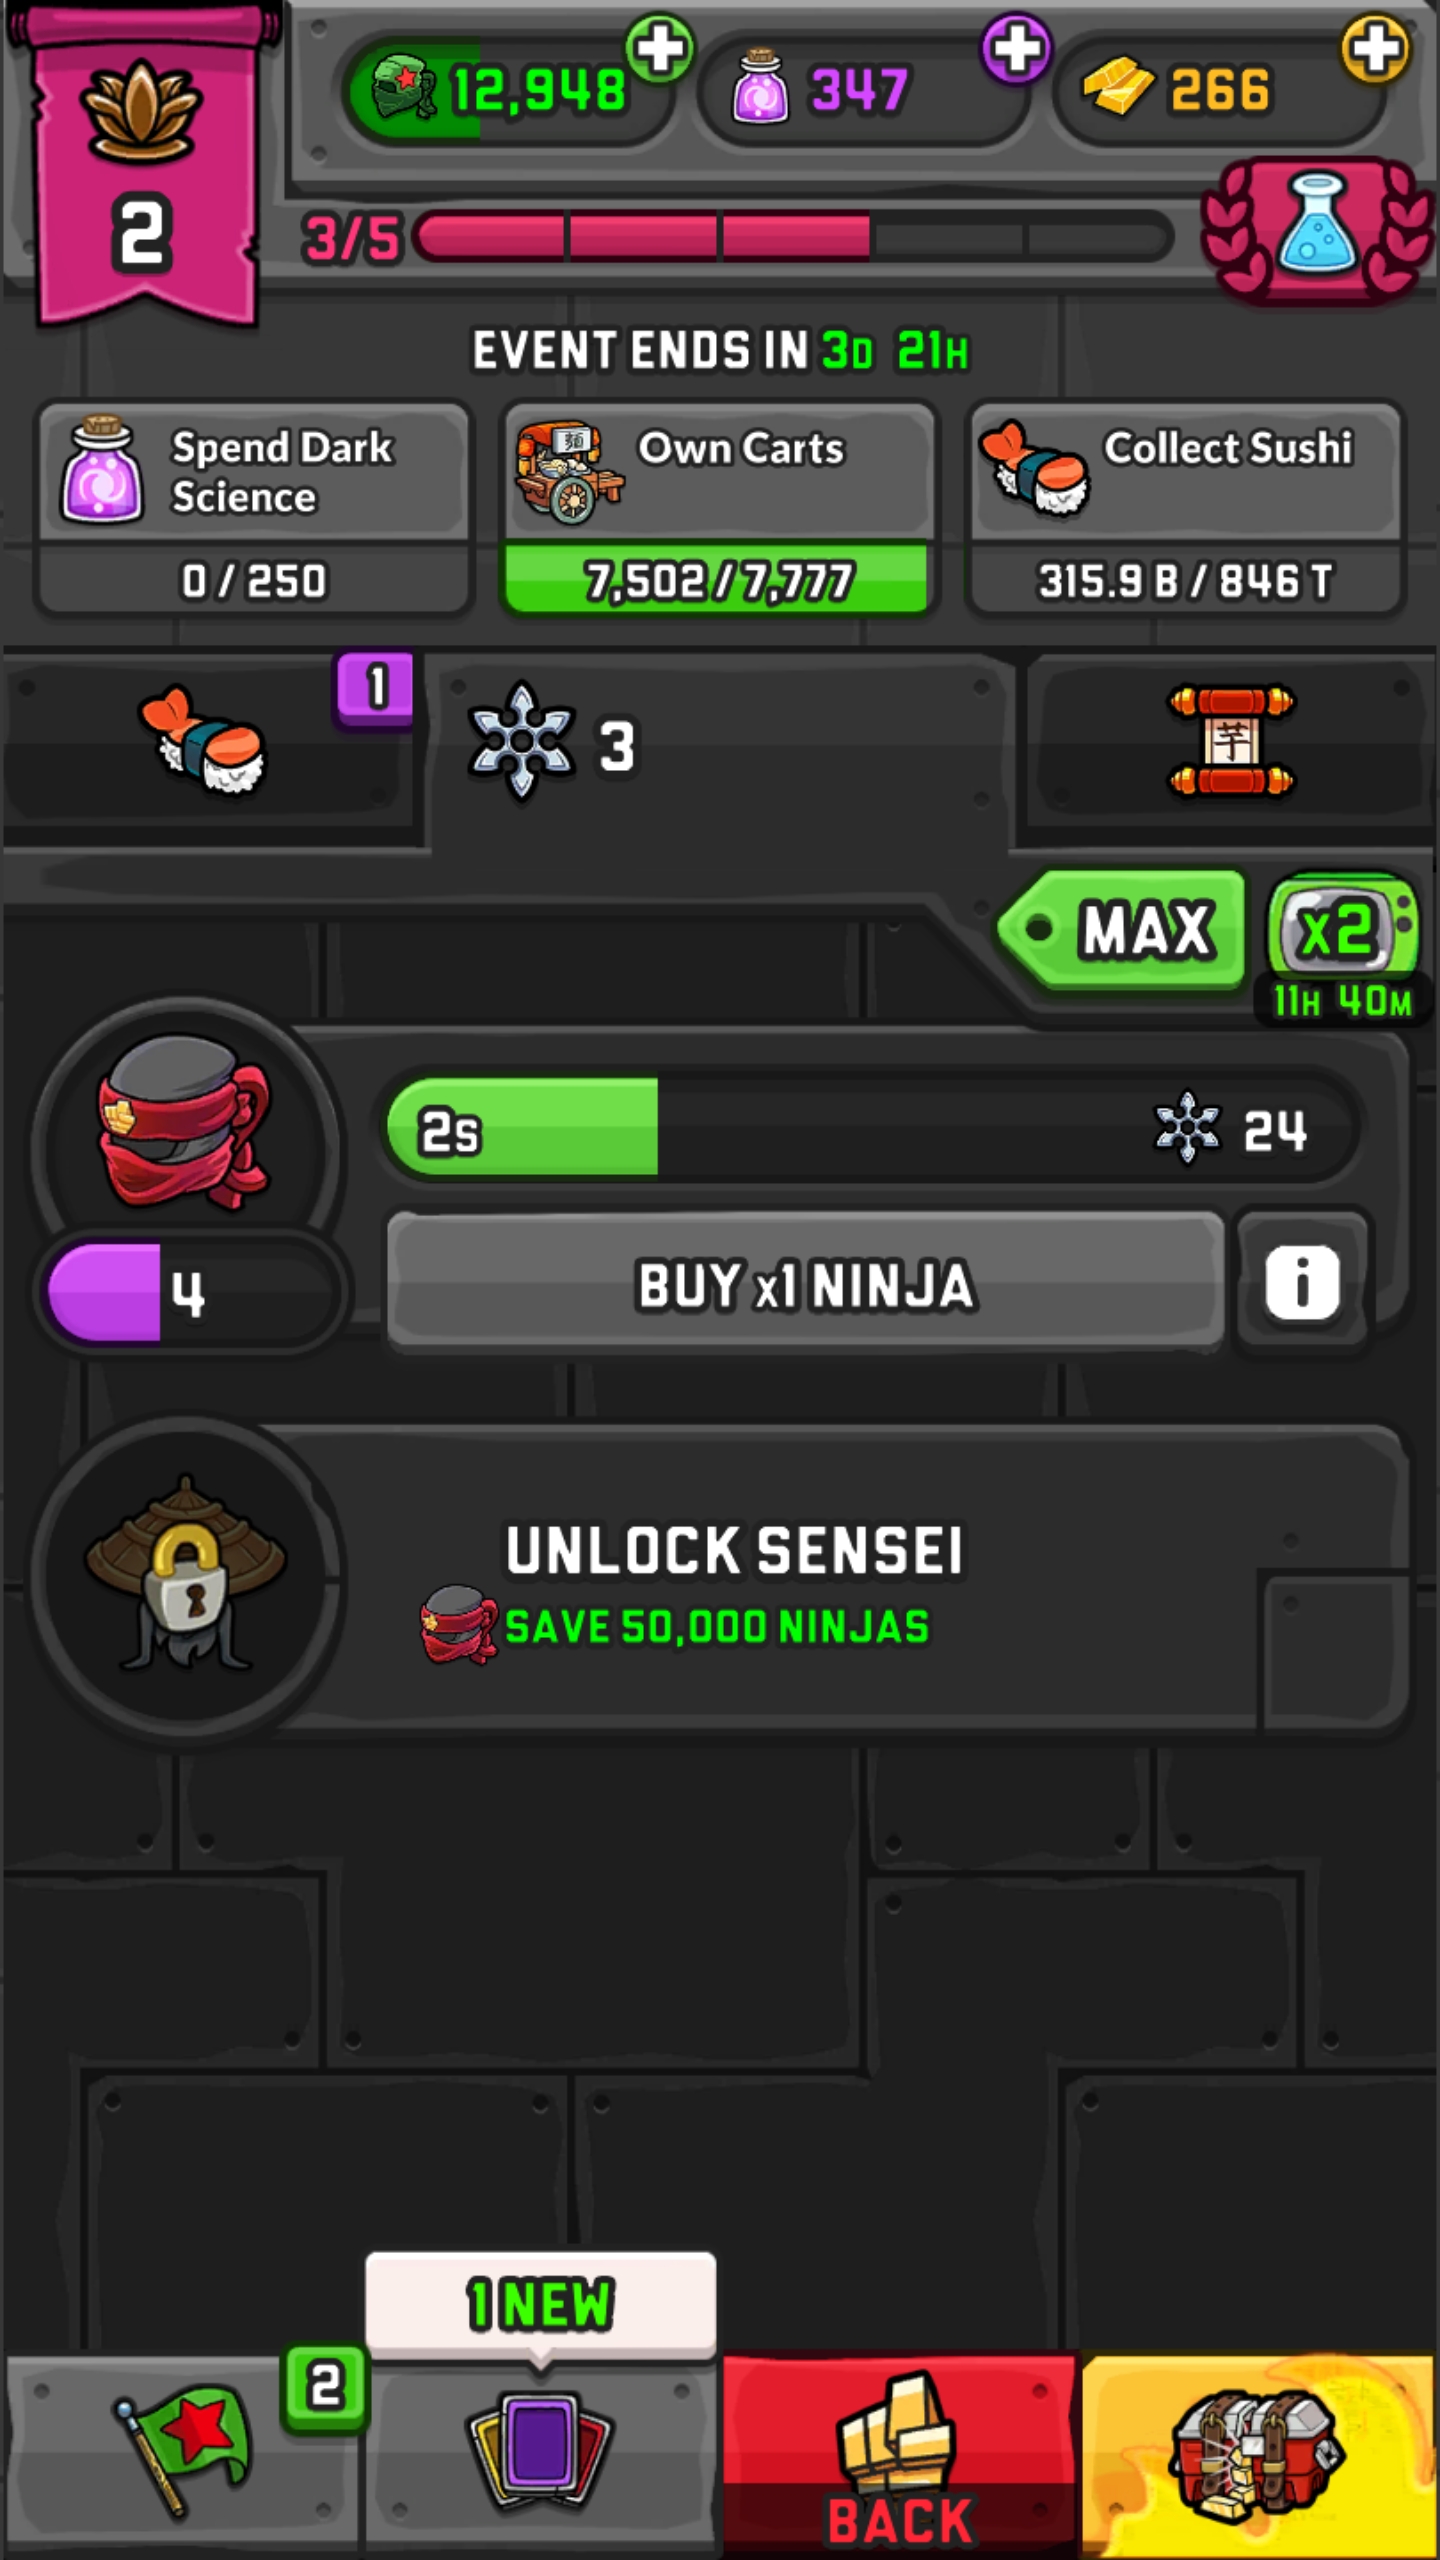 2
12,948
347
266
3/5
EVENT ENDS IN 3D 21H
Spend Dark
Science
0 / 250
麵
Own Carts
7,502 / 7,777
Collect Sushi
315.9 B / 846 T
1
3
芋
MAX
x2
11H 40M
2s
24
4
BUY x1 NINJA
i
UNLOCK SENSEI
SAVE 50,000 NINJAS
1 NEW
2
BACK